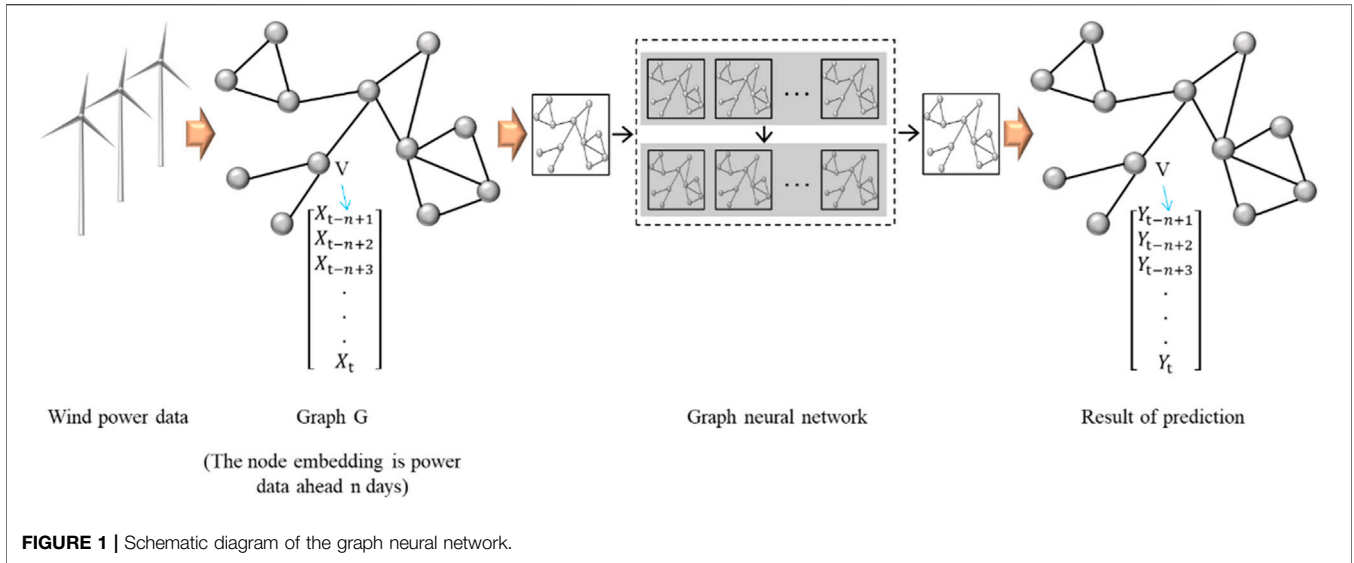 V
X_{t−n+1}
X_{t−n+2}
X_{t−n+3}
.
.
.
X_t
...
...
V
Y_{t−n+1}
Y_{t−n+2}
Y_{t−n+3}
.
.
.
Y_t
Wind power data
Graph G
(The node embedding is power
data ahead n days)
Graph neural network
Result of prediction
FIGURE 1 | Schematic diagram of the graph neural network.